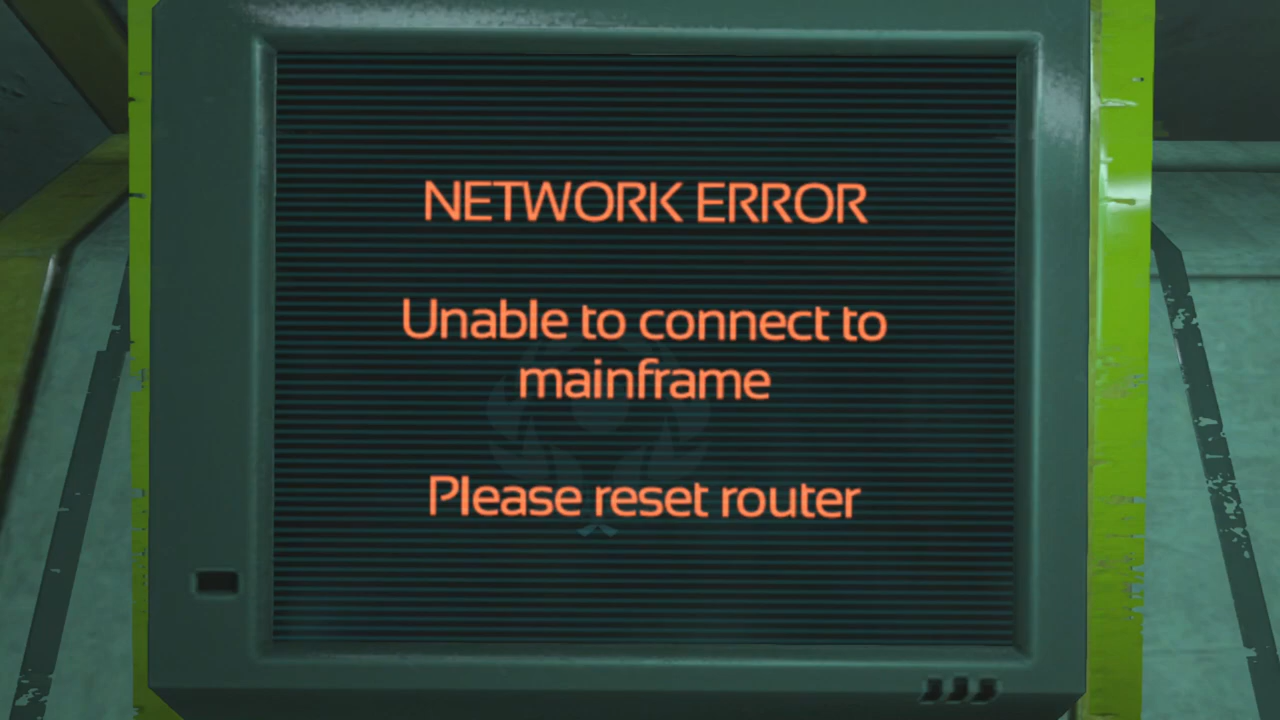 NETWORK ERROR
Unable to connect to
mainframe
Please reset router